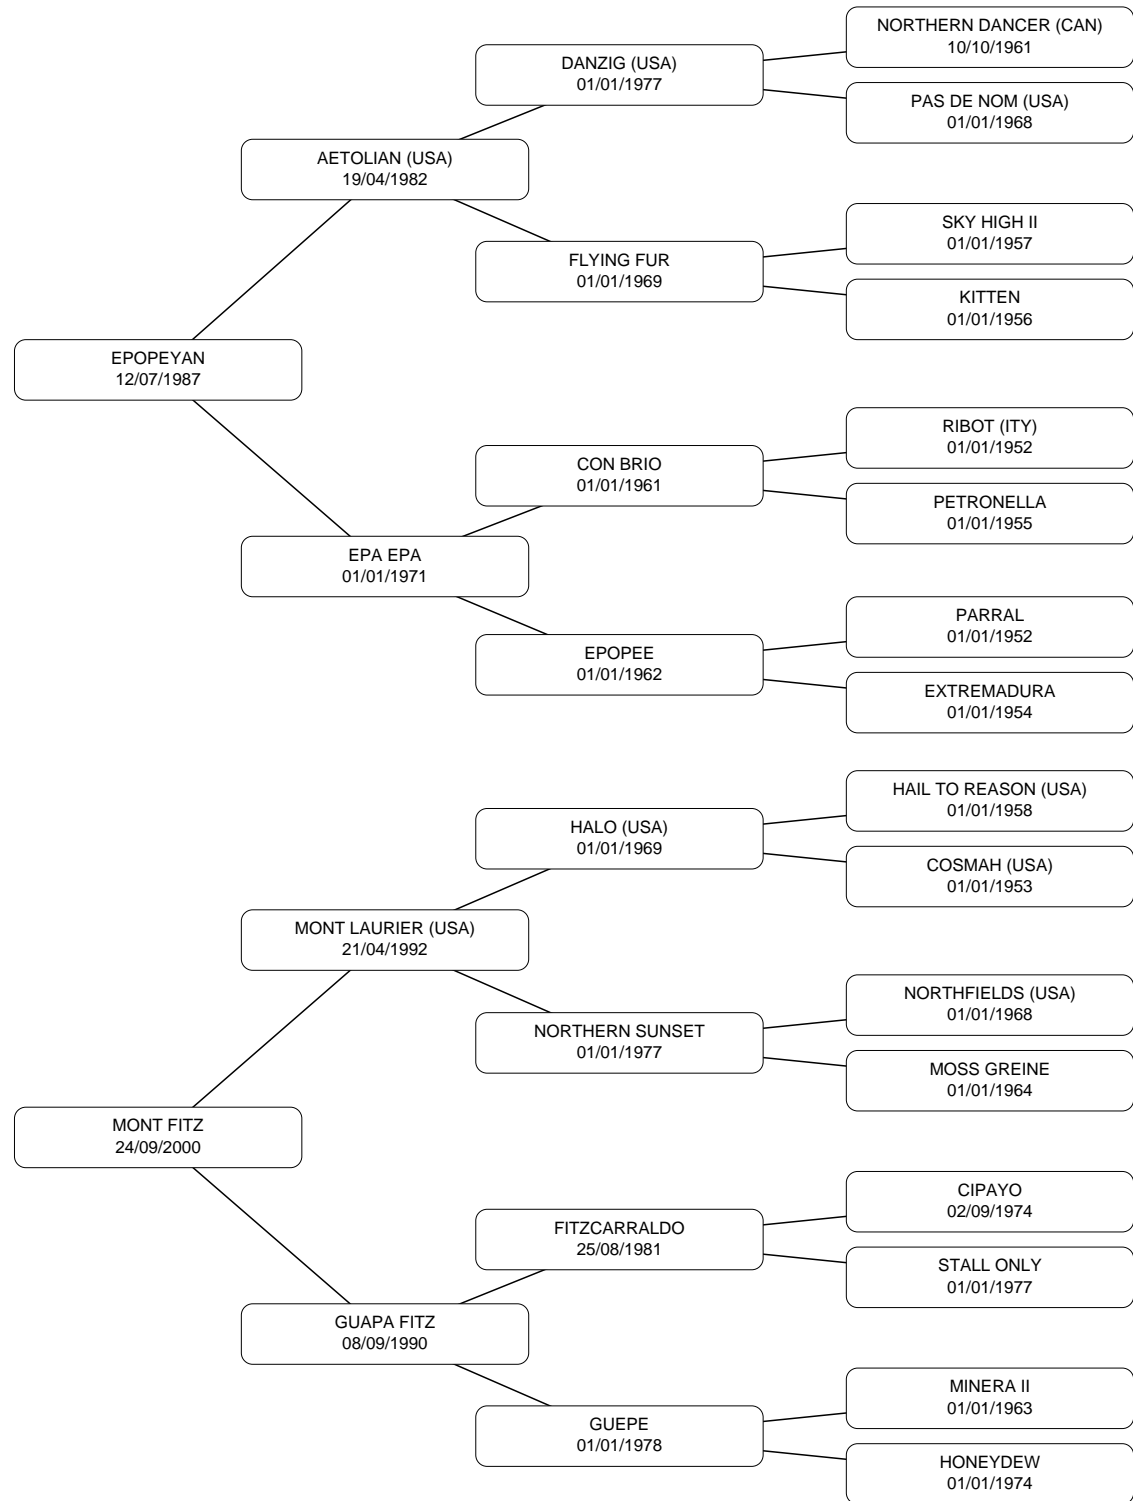 NORTHERN DANCER (CAN)
10/10/1961
DANZIG (USA)
01/01/1977
PAS DE NOM (USA)
01/01/1968
AETOLIAN (USA)
19/04/1982
SKY HIGH II
01/01/1957
FLYING FUR
01/01/1969
KITTEN
01/01/1956
EPOPEYAN
12/07/1987
RIBOT (ITY)
01/01/1952
CON BRIO
01/01/1961
PETRONELLA
01/01/1955
EPA EPA
01/01/1971
PARRAL
01/01/1952
EPOPEE
01/01/1962
EXTREMADURA
01/01/1954
HAIL TO REASON (USA)
01/01/1958
HALO (USA)
01/01/1969
COSMAH (USA)
01/01/1953
MONT LAURIER (USA)
21/04/1992
NORTHFIELDS (USA)
01/01/1968
NORTHERN SUNSET
01/01/1977
MOSS GREINE
01/01/1964
MONT FITZ
24/09/2000
CIPAYO
02/09/1974
FITZCARRALDO
25/08/1981
STALL ONLY
01/01/1977
GUAPA FITZ
08/09/1990
MINERA II
01/01/1963
GUEPE
01/01/1978
HONEYDEW
01/01/1974